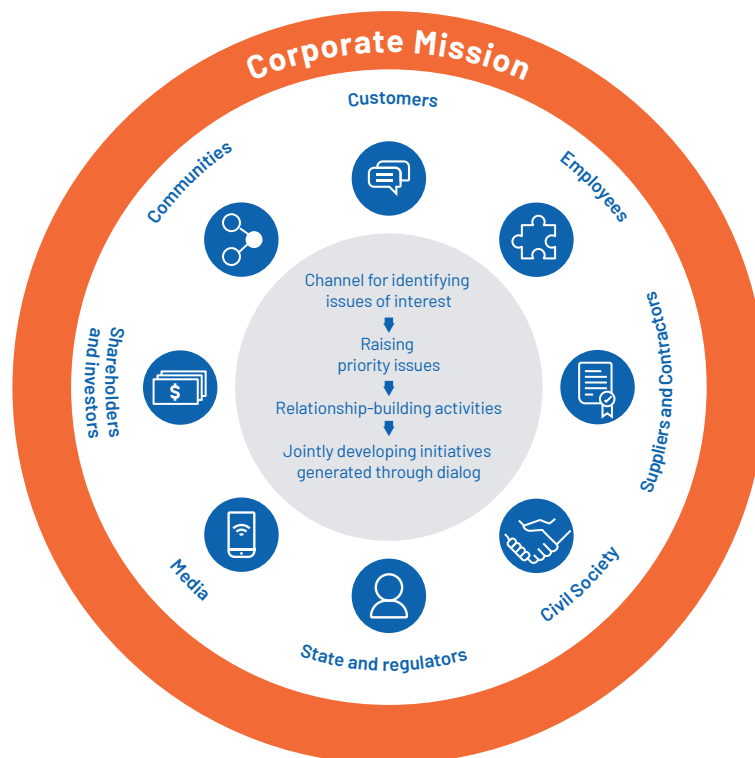 Corporate Mission
Customers
Employees
Suppliers and Contractors
Civil Society
State and regulators
Media
Shareholders
and investors
Communities
Channel for identifying
issues of interest
Raising
priority issues
Relationship-building activities
Jointly developing initiatives
generated through dialog
$